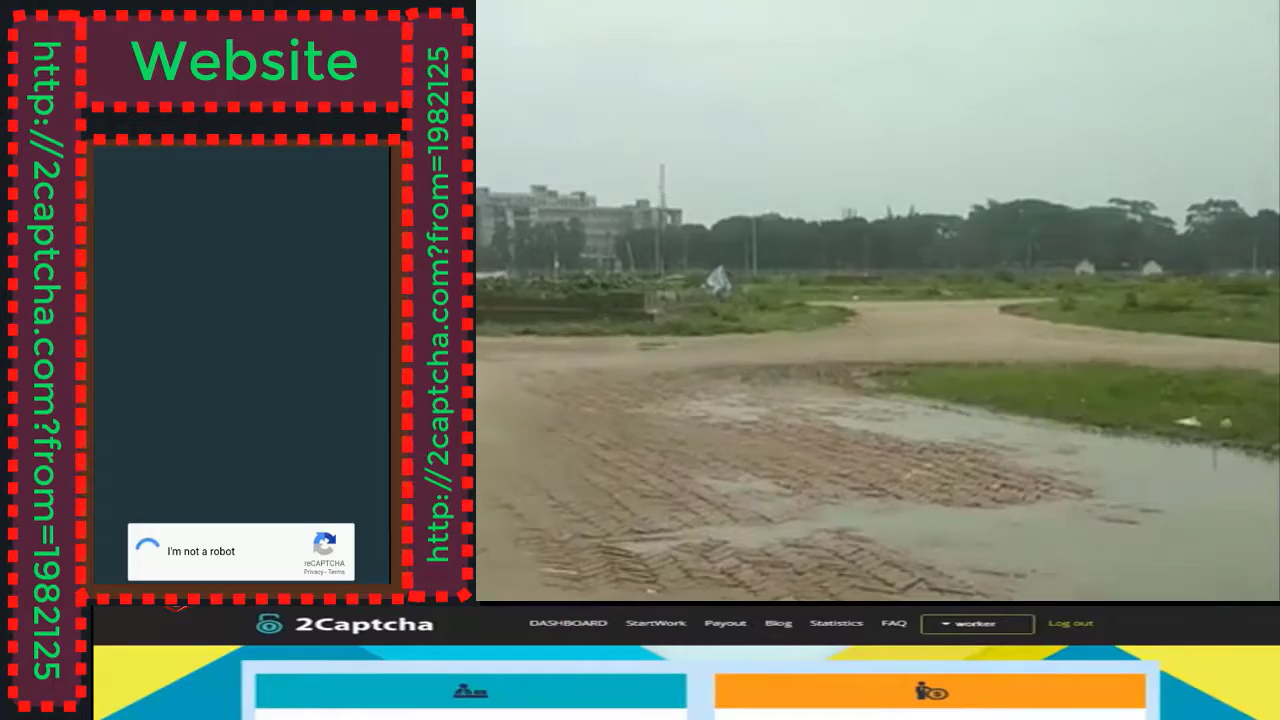 Website
http://2captcha.com?from=1982125
http://2captcha.com?from=1982125
I'm not a robot
reCAPTCHA
Privacy - Terms
2Captcha
DASHBOARD StartWork Payout Blog Statistics FAQ worker Log out